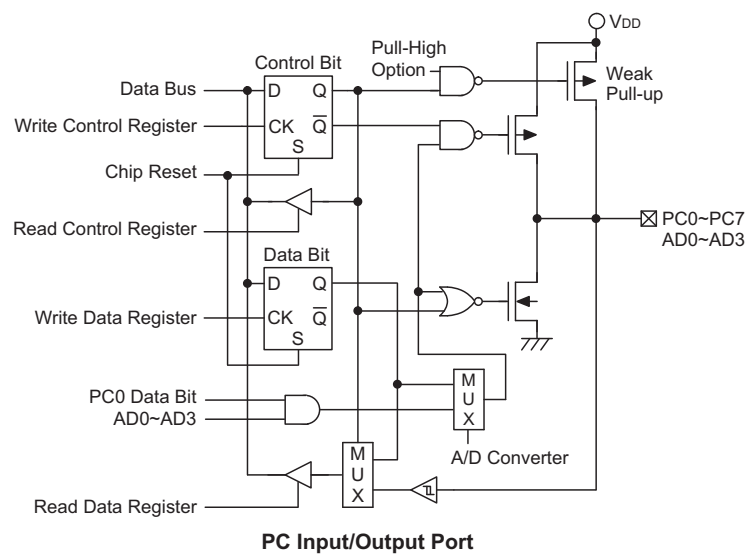 VDD
Control Bit
Pull-High
Option
Weak
Pull-up
Data Bus
D
Q
Write Control Register
CK
Q
S
Chip Reset
Read Control Register
PC0~PC7
AD0~AD3
Data Bit
D
Q
Write Data Register
CK
Q
S
PC0 Data Bit
AD0~AD3
M
U
X
A/D Converter
M
U
X
Read Data Register
PC Input/Output Port